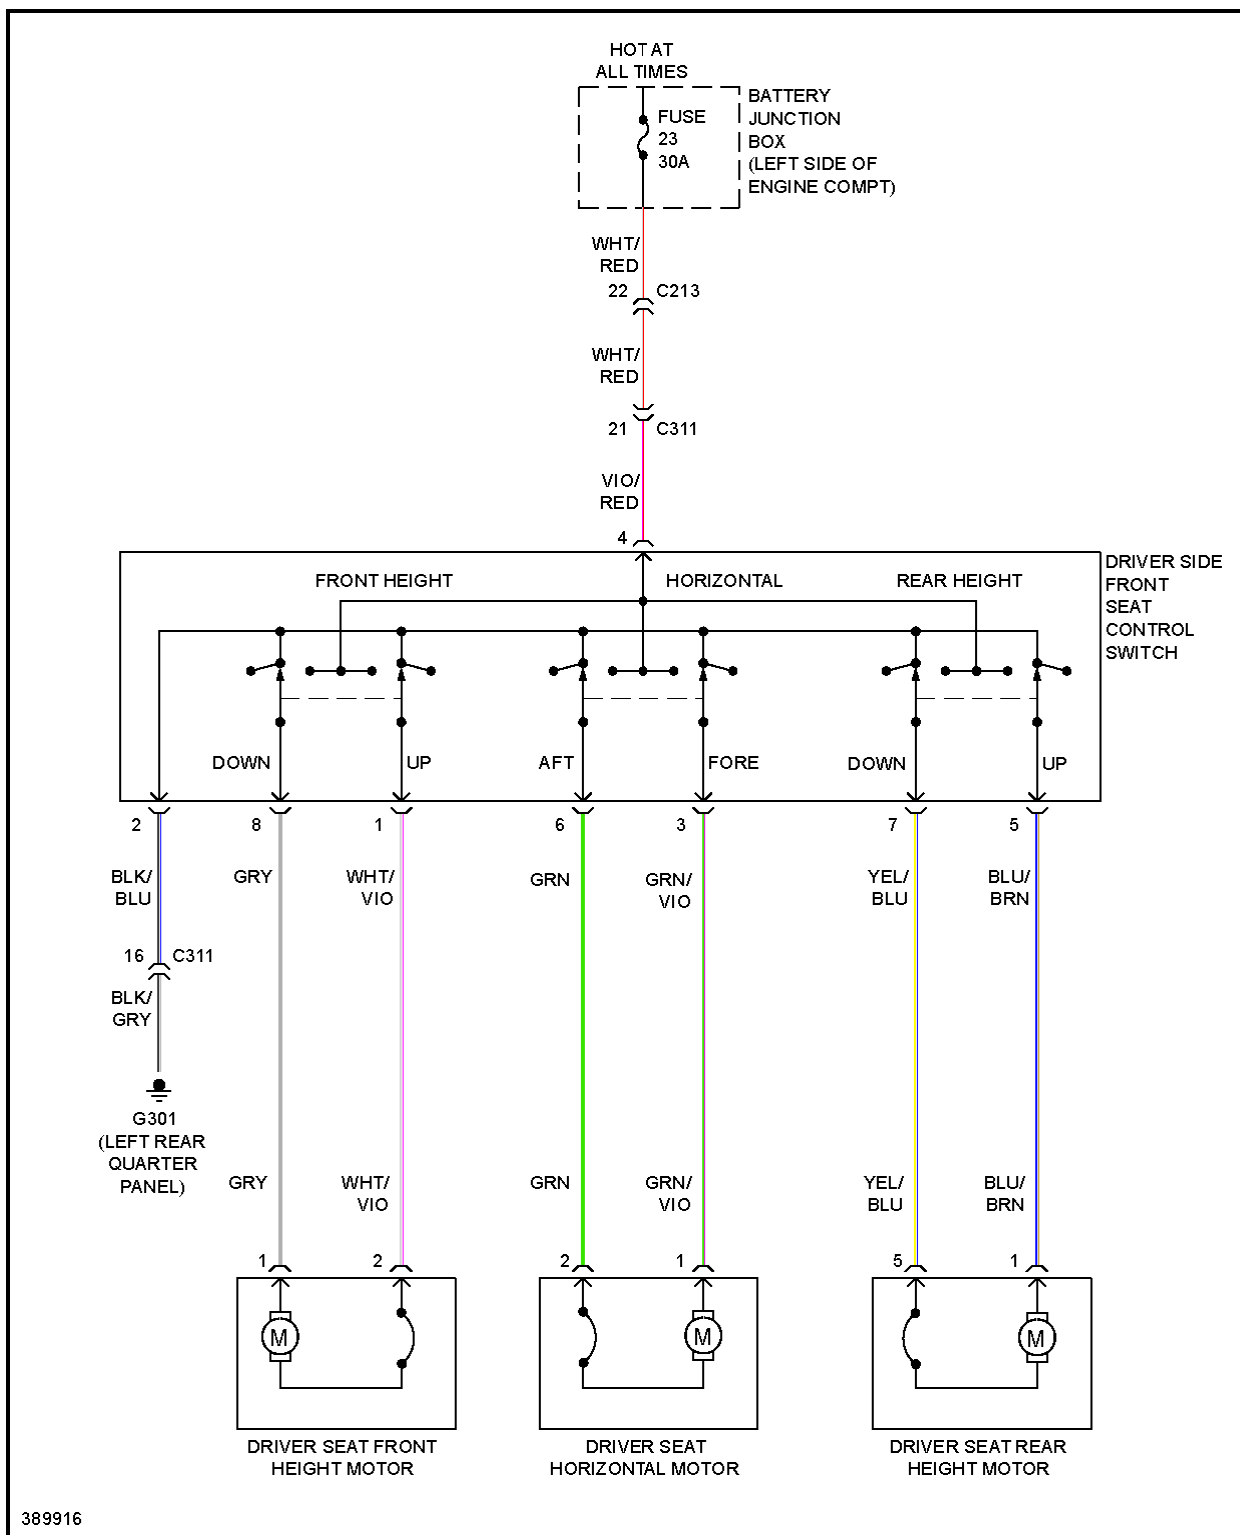 HOT AT
ALL TIMES
FUSE
23
30A
BATTERY
JUNCTION
BOX
(LEFT SIDE OF
ENGINE COMPT)
WHT/
RED
22 C213
WHT/
RED
21 C311
VIO/
RED
4
DRIVER SIDE
FRONT
SEAT
CONTROL
SWITCH
FRONT HEIGHT HORIZONTAL REAR HEIGHT
DOWN UP AFT FORE DOWN UP
2 8 1 6 3 7 5
BLK/
BLU
GRY
WHT/
VIO
GRN
GRN/
VIO
YEL/
BLU
BLU/
BRN
16 C311
BLK/
GRY
G301
(LEFT REAR
QUARTER
PANEL)
GRY
WHT/
VIO
GRN
GRN/
VIO
YEL/
BLU
BLU/
BRN
1 2 2 1 5 1
M M M
DRIVER SEAT FRONT
HEIGHT MOTOR
DRIVER SEAT
HORIZONTAL MOTOR
DRIVER SEAT REAR
HEIGHT MOTOR
389916